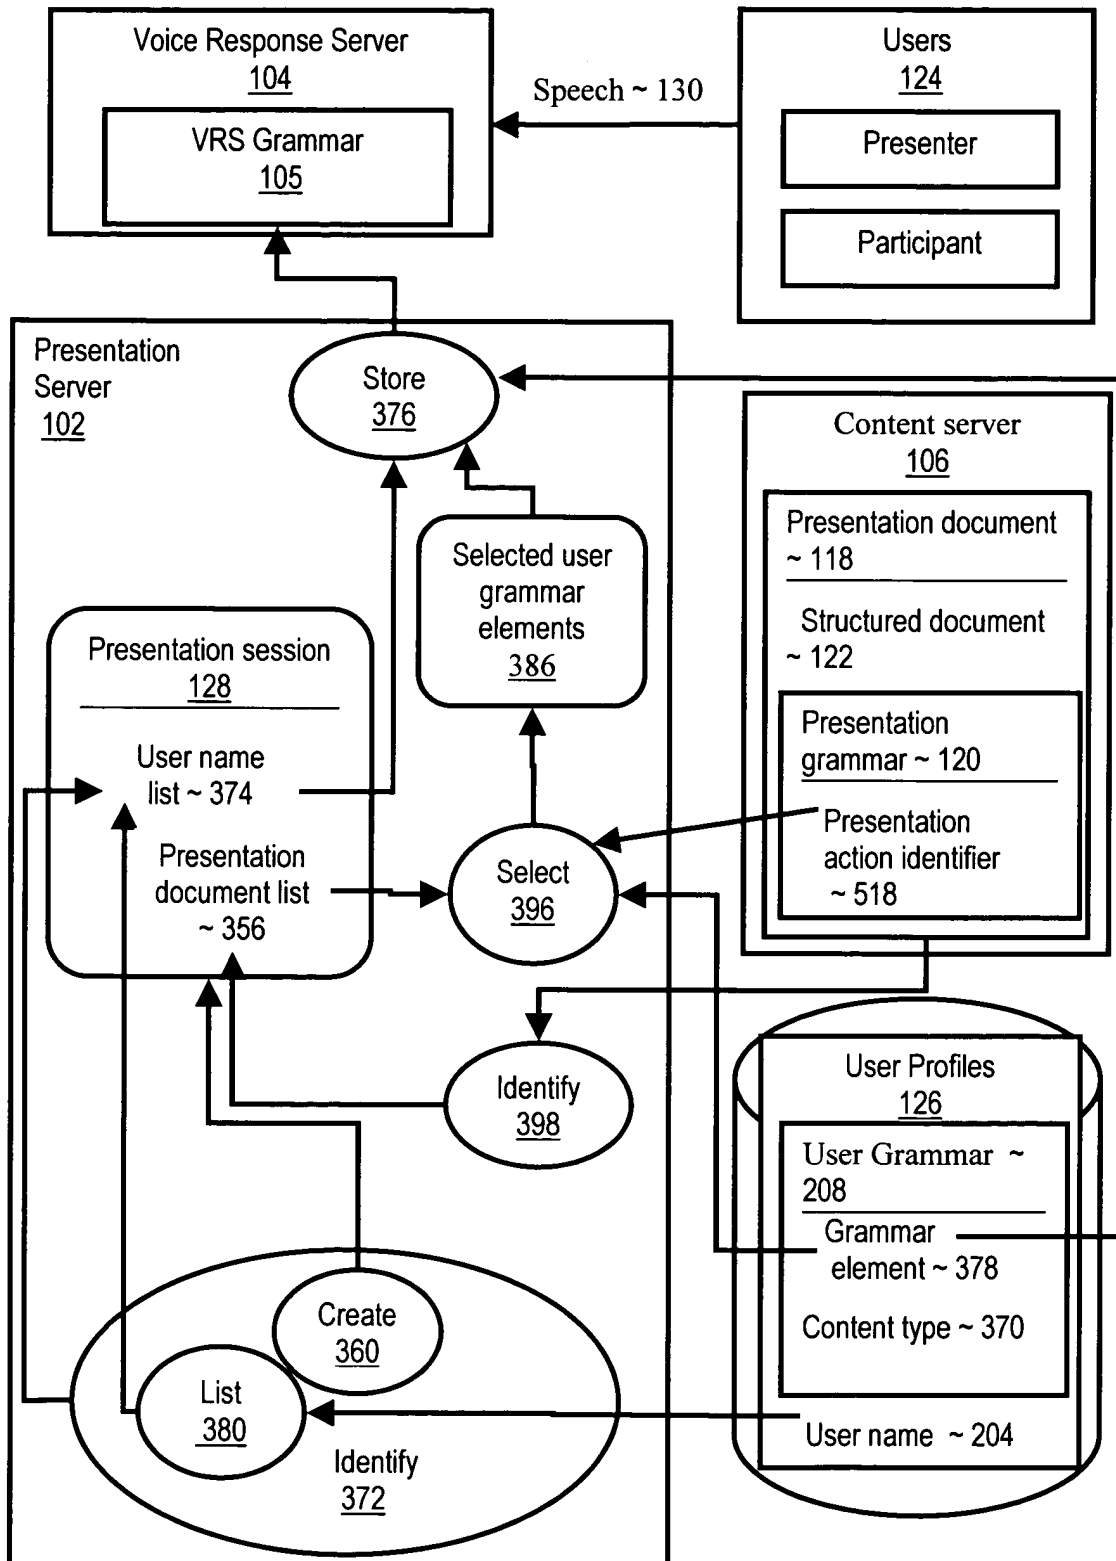 Voice Response Server
104
VRS Grammar
105
Speech ~ 130
Users
124
Presenter
Participant
Presentation
Server
102
Store
376
Selected user
grammar
elements
386
Content server
106
Presentation document
~ 118
Structured document
~ 122
Presentation
grammar ~ 120
Presentation
action identifier
~ 518
Presentation session
128
User name
list ~ 374
Presentation
document list
~ 356
Select
396
Identify
398
User Profiles
126
User Grammar ~
208
Grammar
element ~ 378
Content type ~ 370
User name ~ 204
Create
360
List
380
Identify
372